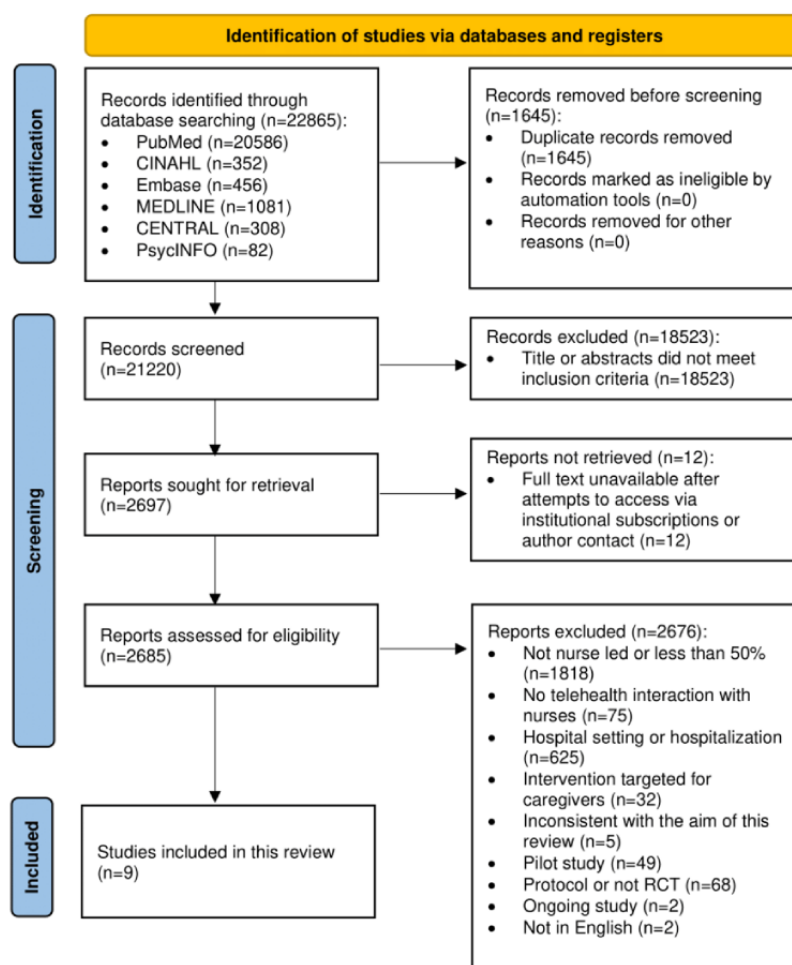 Identification of studies via databases and registers
Identification
Records identified through
database searching (n=22865):
• PubMed (n=20586)
• CINAHL (n=352)
• Embase (n=456)
• MEDLINE (n=1081)
• CENTRAL (n=308)
• PsycINFO (n=82)
Records removed before screening
(n=1645):
• Duplicate records removed
(n=1645)
• Records marked as ineligible by
automation tools (n=0)
• Records removed for other
reasons (n=0)
Screening
Records screened
(n=21220)
Records excluded (n=18523):
• Title or abstracts did not meet
inclusion criteria (n=18523)
Reports sought for retrieval
(n=2697)
Reports not retrieved (n=12):
• Full text unavailable after
attempts to access via
institutional subscriptions or
author contact (n=12)
Reports assessed for eligibility
(n=2685)
Reports excluded (n=2676):
• Not nurse led or less than 50%
(n=1818)
• No telehealth interaction with
nurses (n=75)
• Hospital setting or hospitalization
(n=625)
• Intervention targeted for
caregivers (n=32)
• Inconsistent with the aim of this
review (n=5)
• Pilot study (n=49)
• Protocol or not RCT (n=68)
• Ongoing study (n=2)
• Not in English (n=2)
Included
Studies included in this review
(n=9)